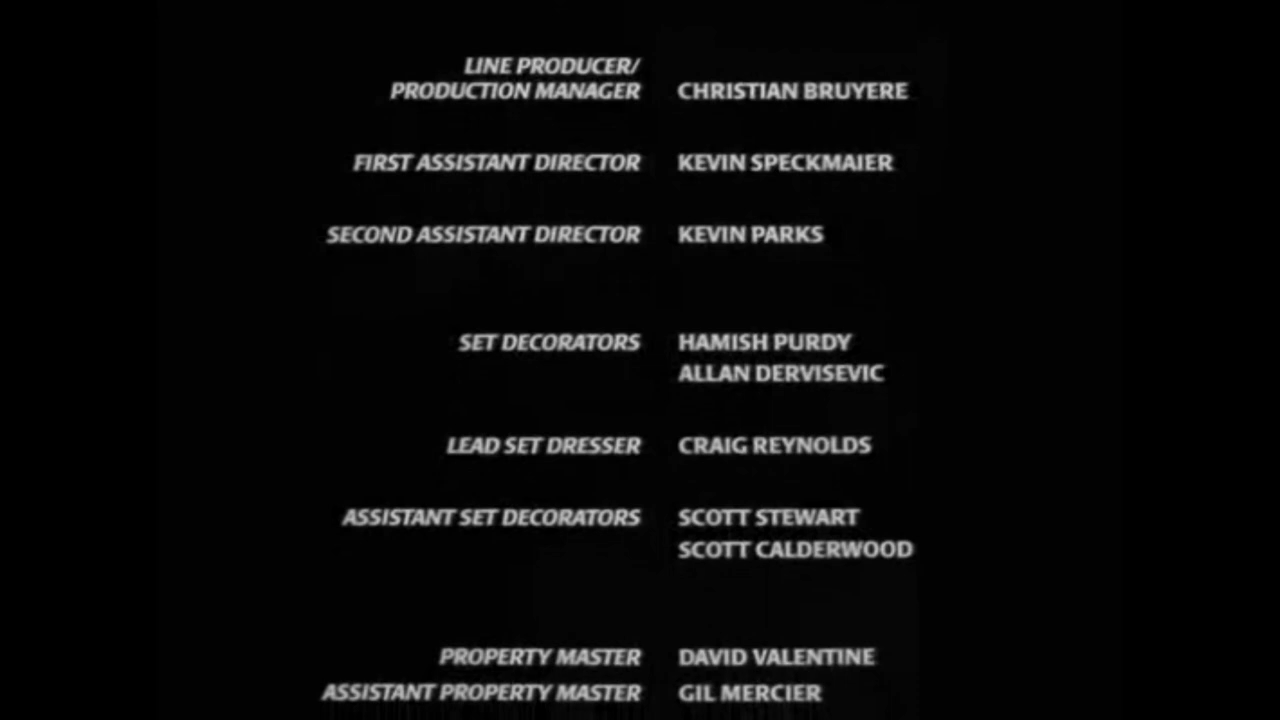 LINE PRODUCER/
PRODUCTION MANAGER CHRISTIAN BRUYERE
FIRST ASSISTANT DIRECTOR KEVIN SPECKMAIER
SECOND ASSISTANT DIRECTOR KEVIN PARKS
SET DECORATORS HAMISH PURDY
ALLAN DERVISEVIC
LEAD SET DRESSER CRAIG REYNOLDS
ASSISTANT SET DECORATORS SCOTT STEWART
SCOTT CALDERWOOD
PROPERTY MASTER DAVID VALENTINE
ASSISTANT PROPERTY MASTER GIL MERCIER